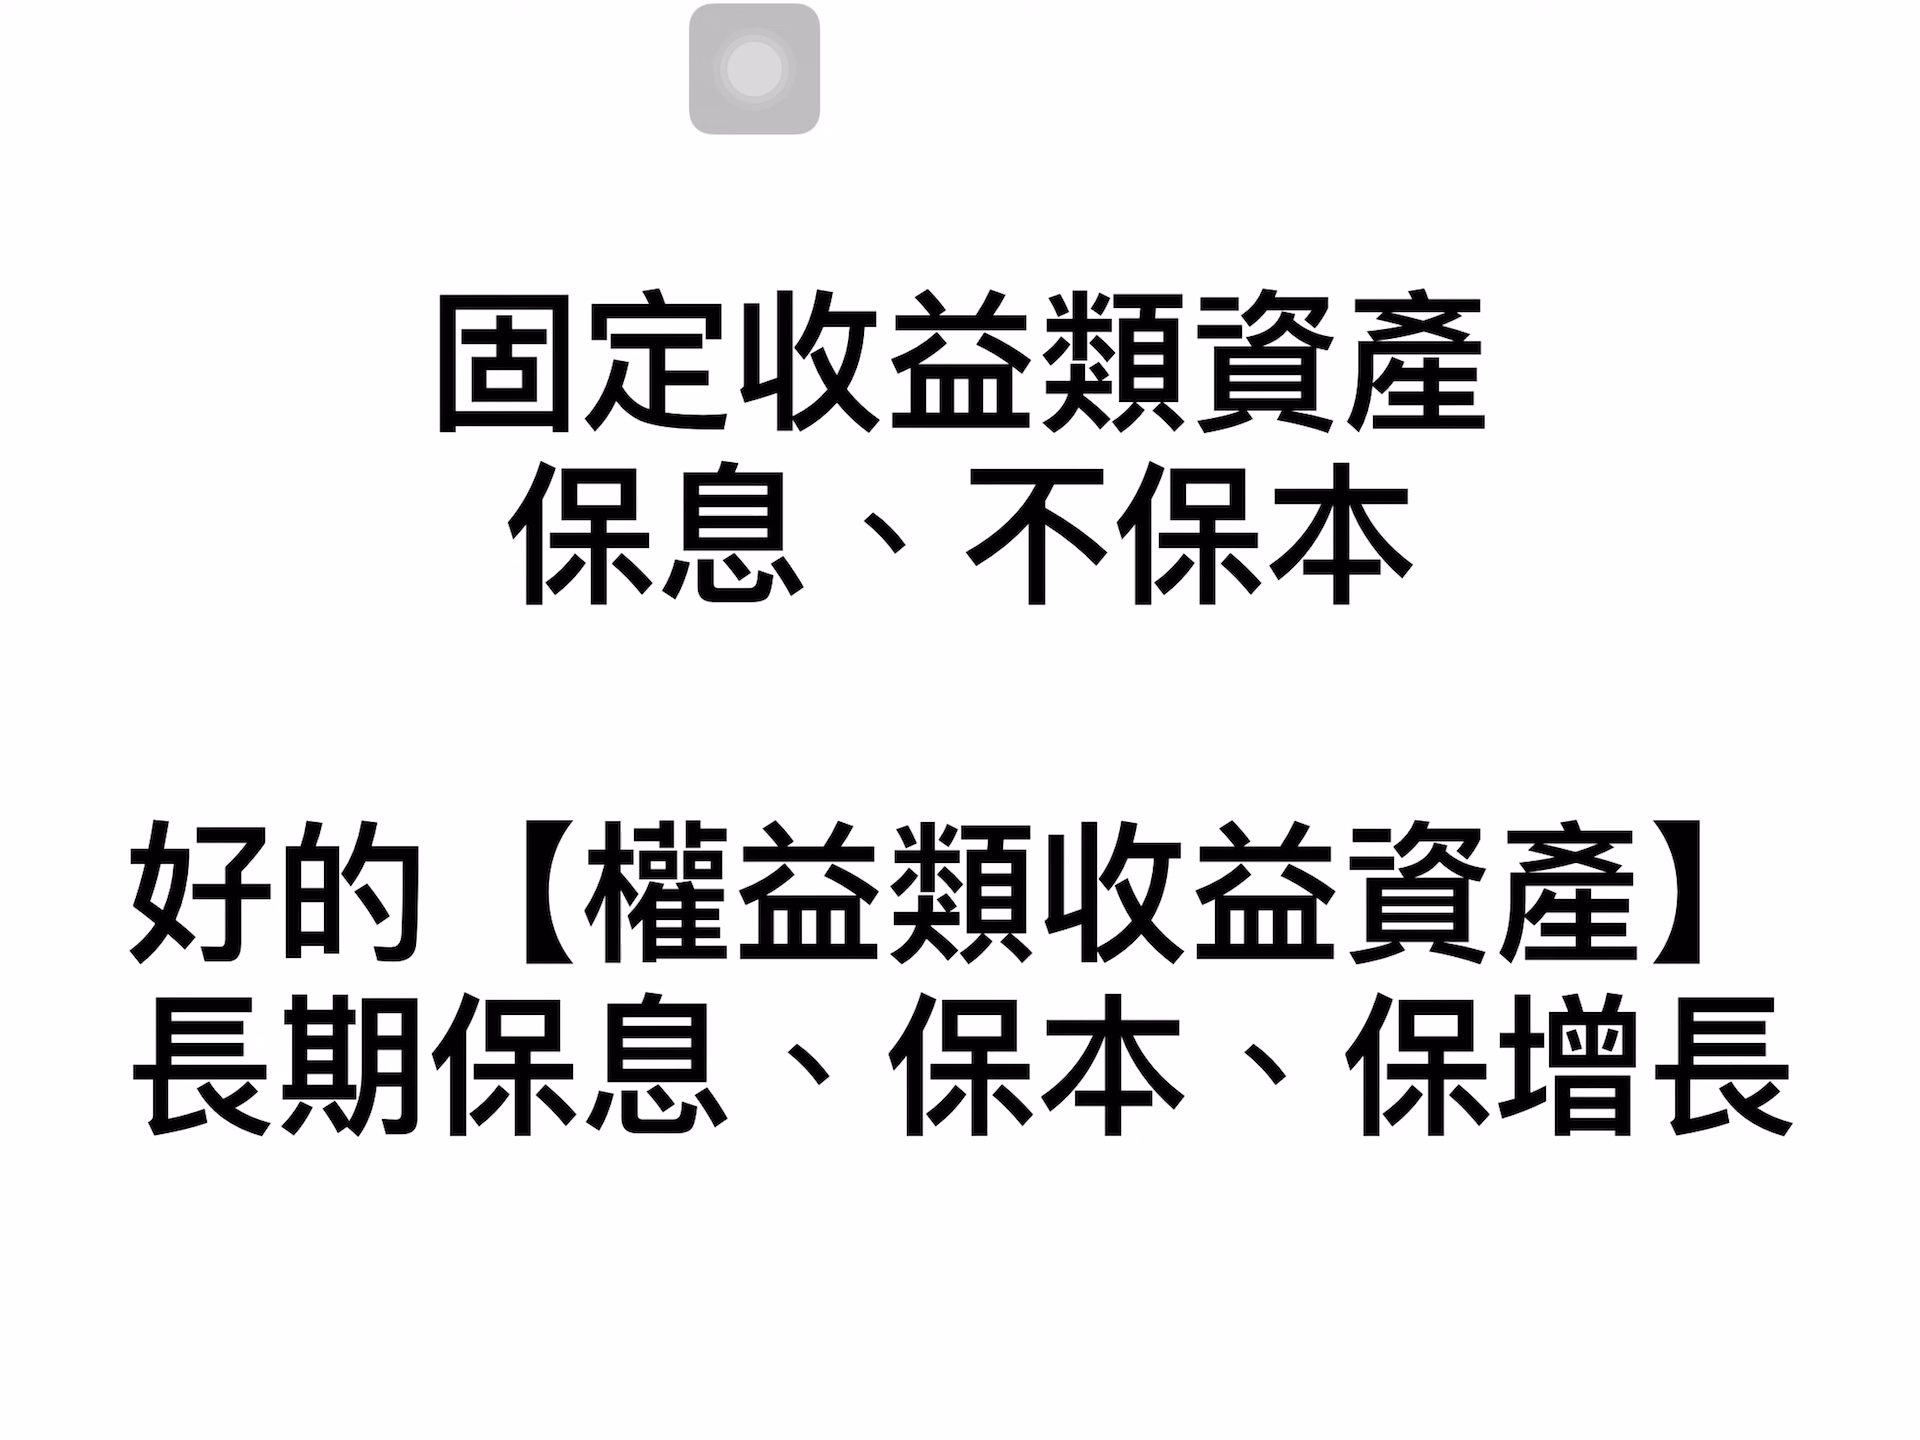 固定收益類資產
保息、不保本
好的【權益類收益資產】
長期保息、保本、保增長